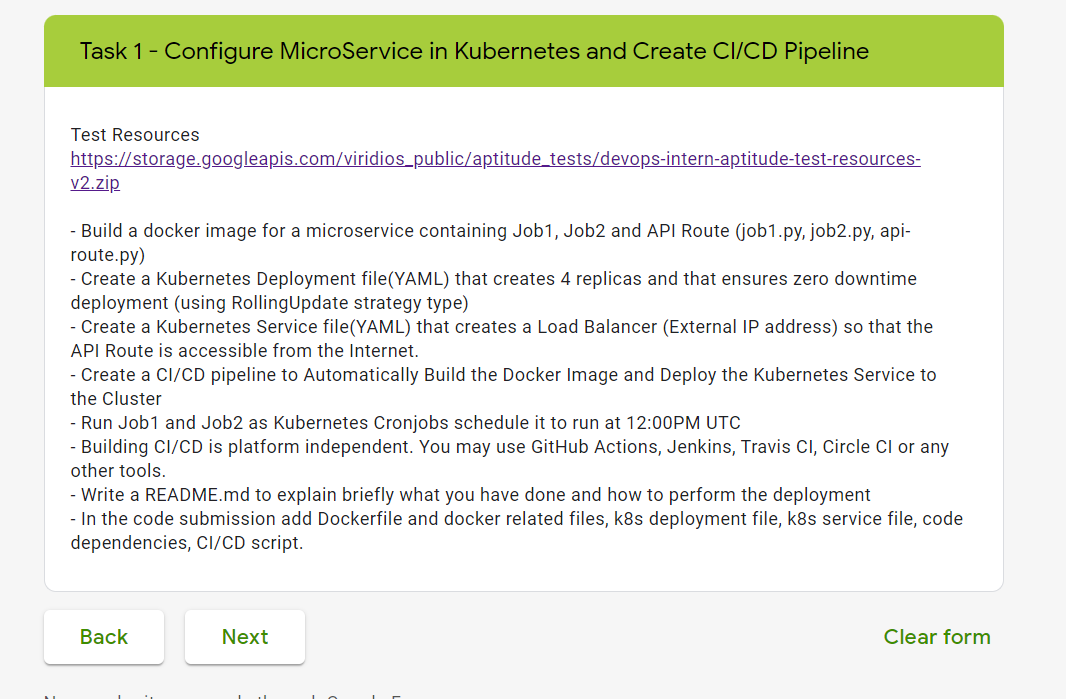 Task 1 - Configure MicroService in Kubernetes and Create CI/CD Pipeline
Test Resources
https://storage.googleapis.com/viridios_public/aptitude_tests/devops-intern-aptitude-test-resources-
v2.zip
- Build a docker image for a microservice containing Job1, Job2 and API Route (job1.py, job2.py, api-
route.py)
- Create a Kubernetes Deployment file(YAML) that creates 4 replicas and that ensures zero downtime
deployment (using RollingUpdate strategy type)
- Create a Kubernetes Service file(YAML) that creates a Load Balancer (External IP address) so that the
API Route is accessible from the Internet.
- Create a CI/CD pipeline to Automatically Build the Docker Image and Deploy the Kubernetes Service to
the Cluster
- Run Job1 and Job2 as Kubernetes Cronjobs schedule it to run at 12:00PM UTC
- Building CI/CD is platform independent. You may use GitHub Actions, Jenkins, Travis CI, Circle CI or any
other tools.
- Write a README.md to explain briefly what you have done and how to perform the deployment
- In the code submission add Dockerfile and docker related files, k8s deployment file, k8s service file, code
dependencies, CI/CD script.
Back Next Clear form